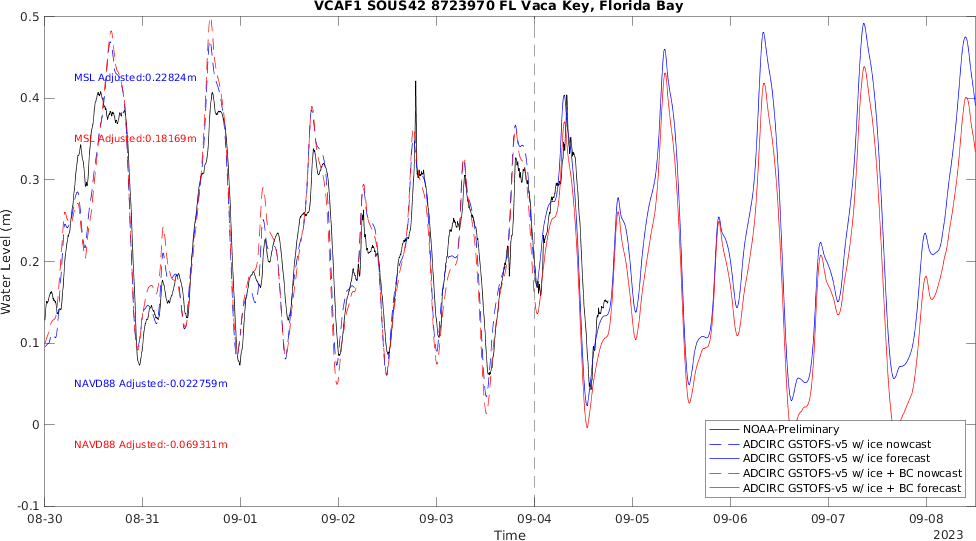 VCAF1 SOUS42 8723970 FL Vaca Key, Florida Bay
0.5
0.4
0.3
0.2
0.1
0
-0.1
Water Level (m)
MSL Adjusted:0.22824m
MSL Adjusted:0.18169m
NAVD88 Adjusted:-0.022759m
NAVD88 Adjusted:-0.069311m
NOAA-Preliminary
ADCIRC GSTOFS-v5 w/ ice nowcast
ADCIRC GSTOFS-v5 w/ ice forecast
ADCIRC GSTOFS-v5 w/ ice + BC nowcast
ADCIRC GSTOFS-v5 w/ ice + BC forecast
08-30 08-31 09-01 09-02 09-03 09-04 09-05 09-06 09-07 09-08
Time
2023